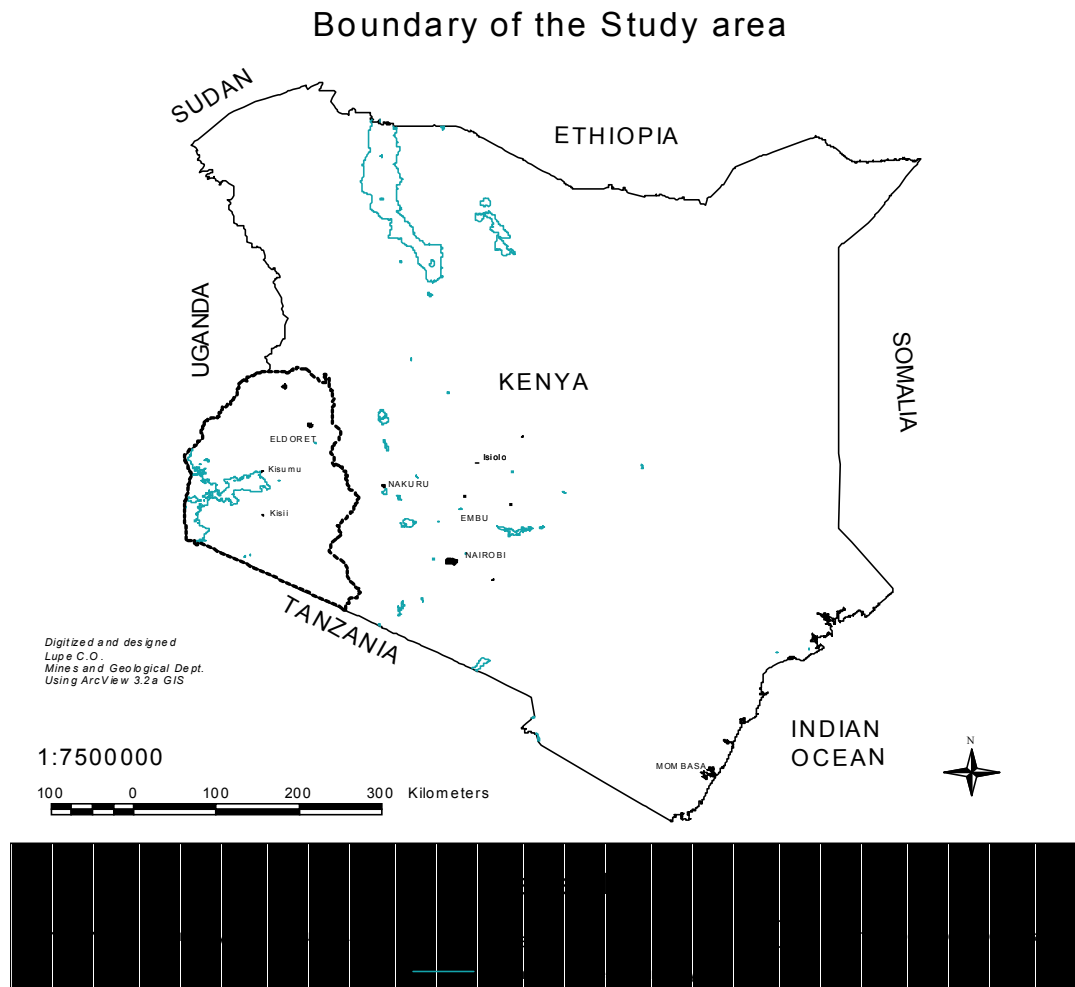 Boundary of the Study area
SUDAN
ETHIOPIA
UGANDA
SOMALIA
KENYA
ELDORET
Isiolo
Kisumu
NAKURU
Kisii
EMBU
NAIROBI
TANZANIA
Digitized and designed
Lupe C.O.
Mines and Geological Dept.
Using ArcView 3.2a GIS
INDIAN
OCEAN
N
1:7500000
MOMBASA
100 0 100 200 300 Kilometers